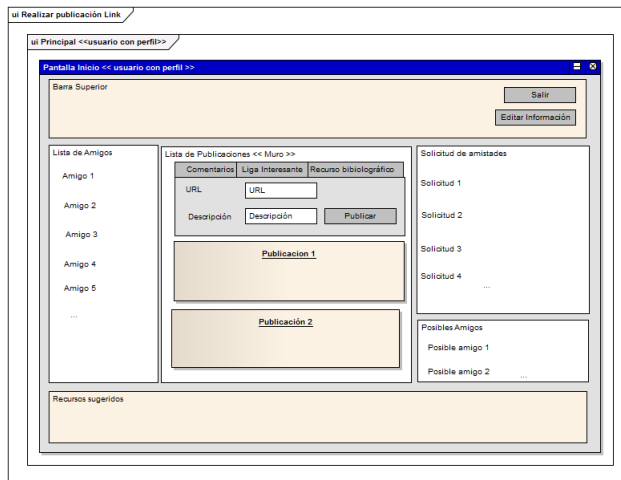 ui Realizar publicación Link
ui Principal <<usuario con perfil>>
Pantalla Inicio << usuario con perfil >>
Barra Superior
Salir
Editar Información
Lista de Amigos
Amigo 1
Amigo 2
Amigo 3
Amigo 4
Amigo 5
...
Lista de Publicaciones << Muro >>
Comentarios Liga Interesante Recurso bibiolográfico
URL URL
Descripción Descripción Publicar
Publicacion 1
Publicación 2
Solicitud de amistades
Solicitud 1
Solicitud 2
Solicitud 3
Solicitud 4
...
Posibles Amigos
Posible amigo 1
Posible amigo 2
...
Recursos sugeridos